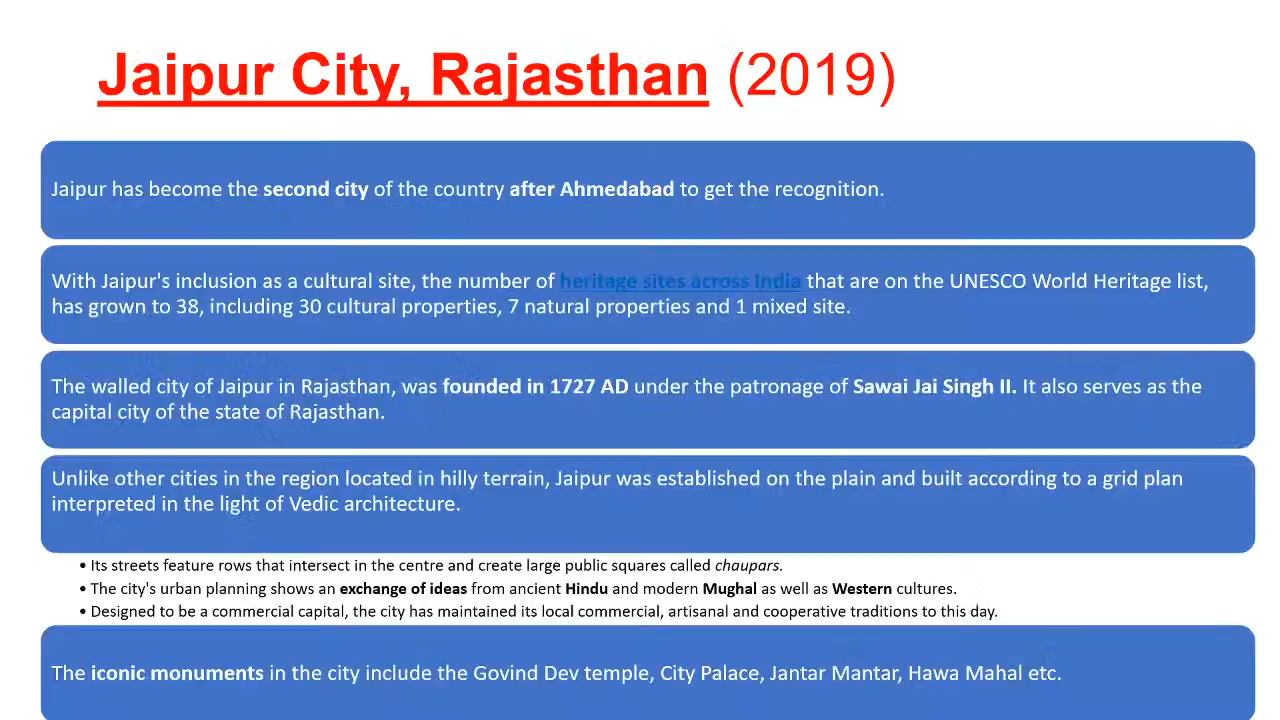 Jaipur City, Rajasthan (2019)
Jaipur has become the second city of the country after Ahmedabad to get the recognition.
With Jaipur's inclusion as a cultural site, the number of heritage sites across India that are on the UNESCO World Heritage list,
has grown to 38, including 30 cultural properties, 7 natural properties and 1 mixed site.
The walled city of Jaipur in Rajasthan, was founded in 1727 AD under the patronage of Sawai Jai Singh II. It also serves as the
capital city of the state of Rajasthan.
Unlike other cities in the region located in hilly terrain, Jaipur was established on the plain and built according to a grid plan
interpreted in the light of Vedic architecture.
• Its streets feature rows that intersect in the centre and create large public squares called chaupars.
• The city's urban planning shows an exchange of ideas from ancient Hindu and modern Mughal as well as Western cultures.
• Designed to be a commercial capital, the city has maintained its local commercial, artisanal and cooperative traditions to this day.
The iconic monuments in the city include the Govind Dev temple, City Palace, Jantar Mantar, Hawa Mahal etc.